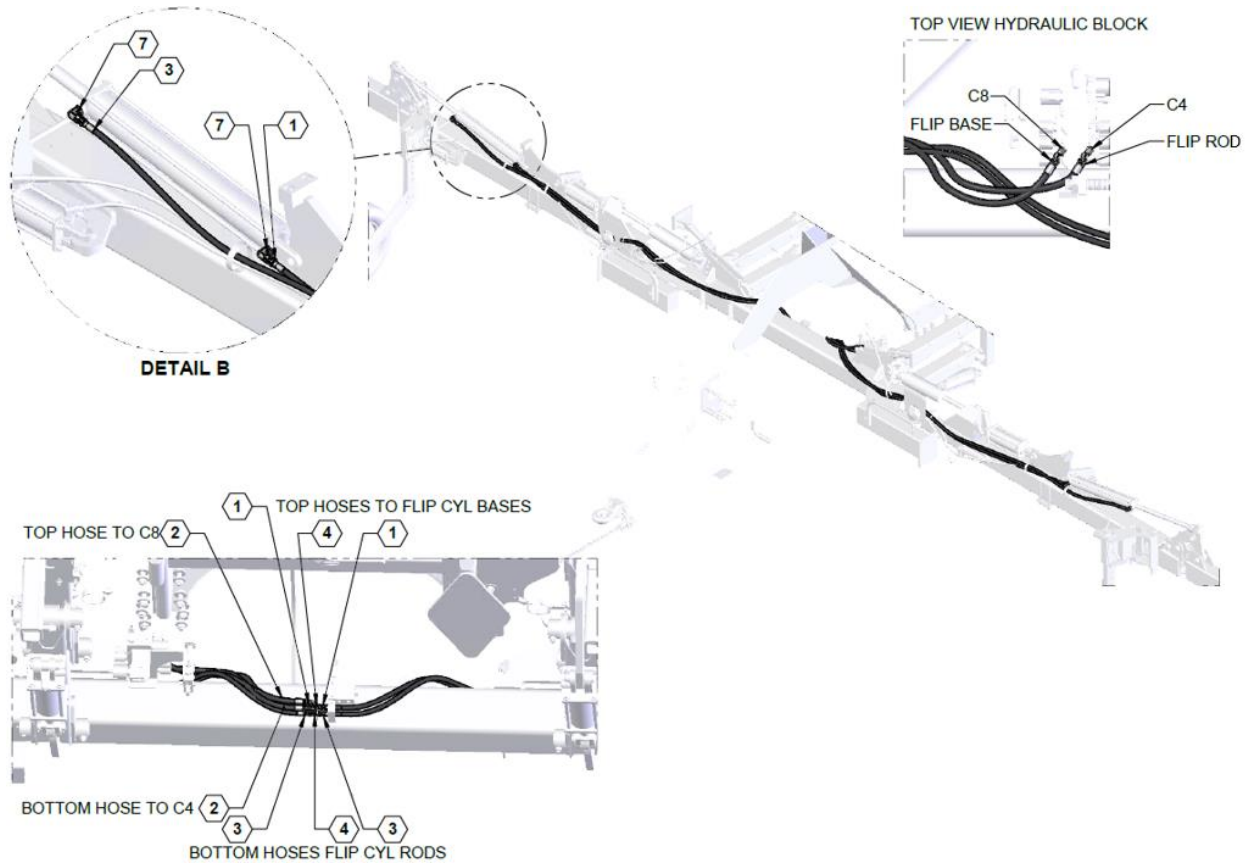 7
3
7
1
DETAIL B
TOP VIEW HYDRAULIC BLOCK
C8
C4
FLIP BASE
FLIP ROD
1
TOP HOSES TO FLIP CYL BASES
TOP HOSE TO C8 2
4
1
BOTTOM HOSE TO C4 2
3
4
3
BOTTOM HOSES FLIP CYL RODS